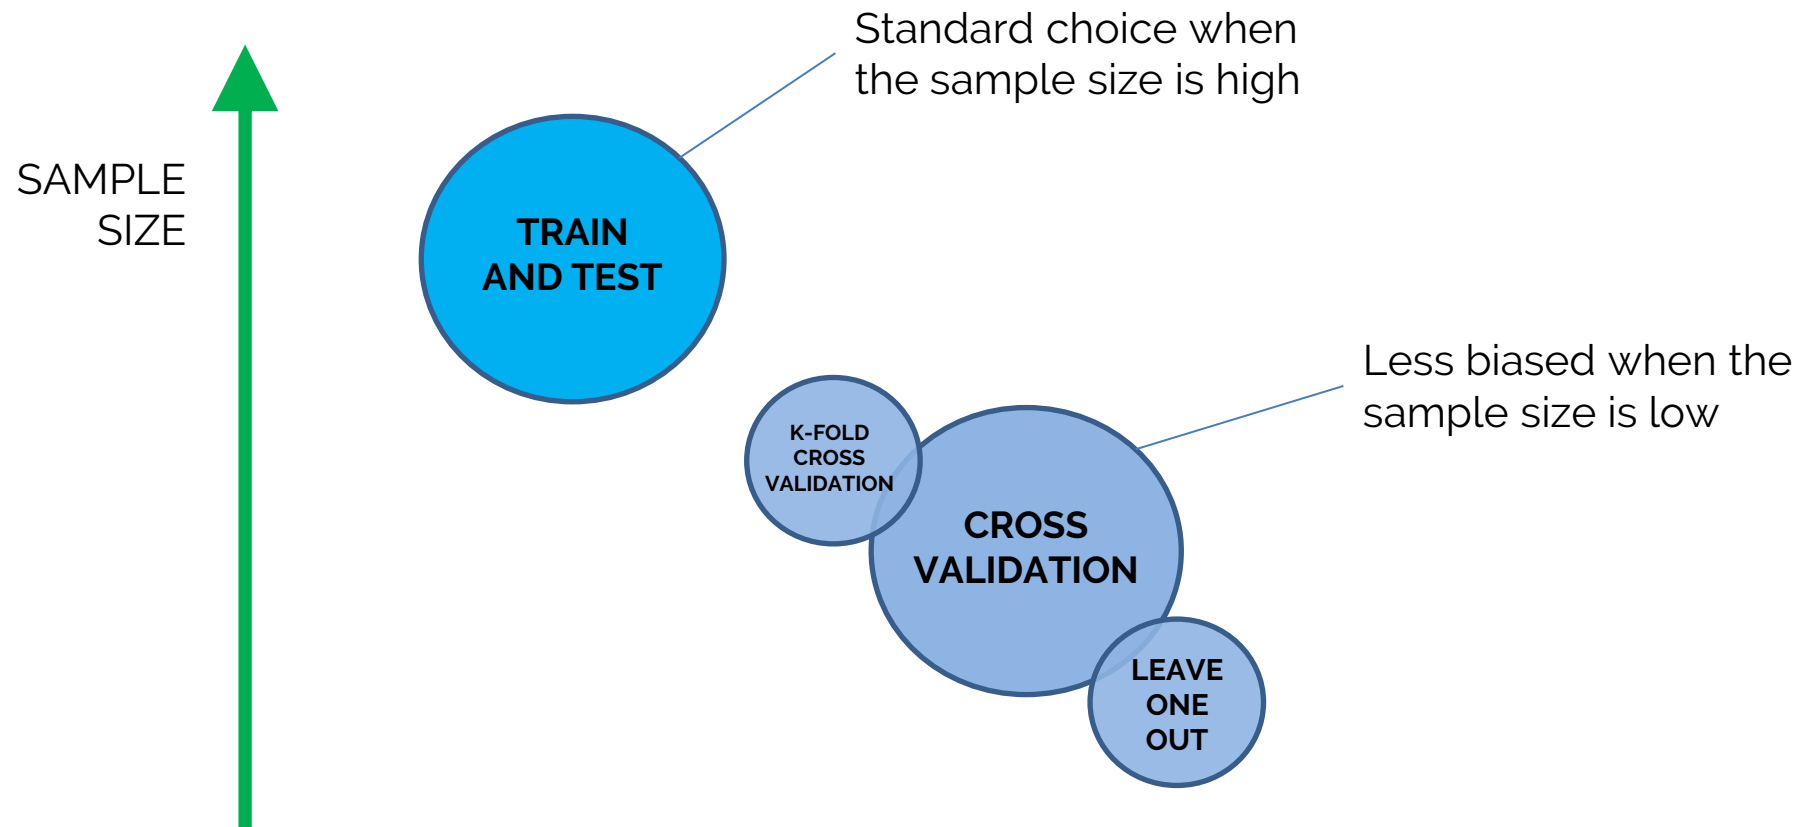 Standard choice when
the sample size is high
SAMPLE
SIZE
TRAIN
AND TEST
Less biased when the
sample size is low
K-FOLD
CROSS
VALIDATION
CROSS
VALIDATION
LEAVE
ONE
OUT